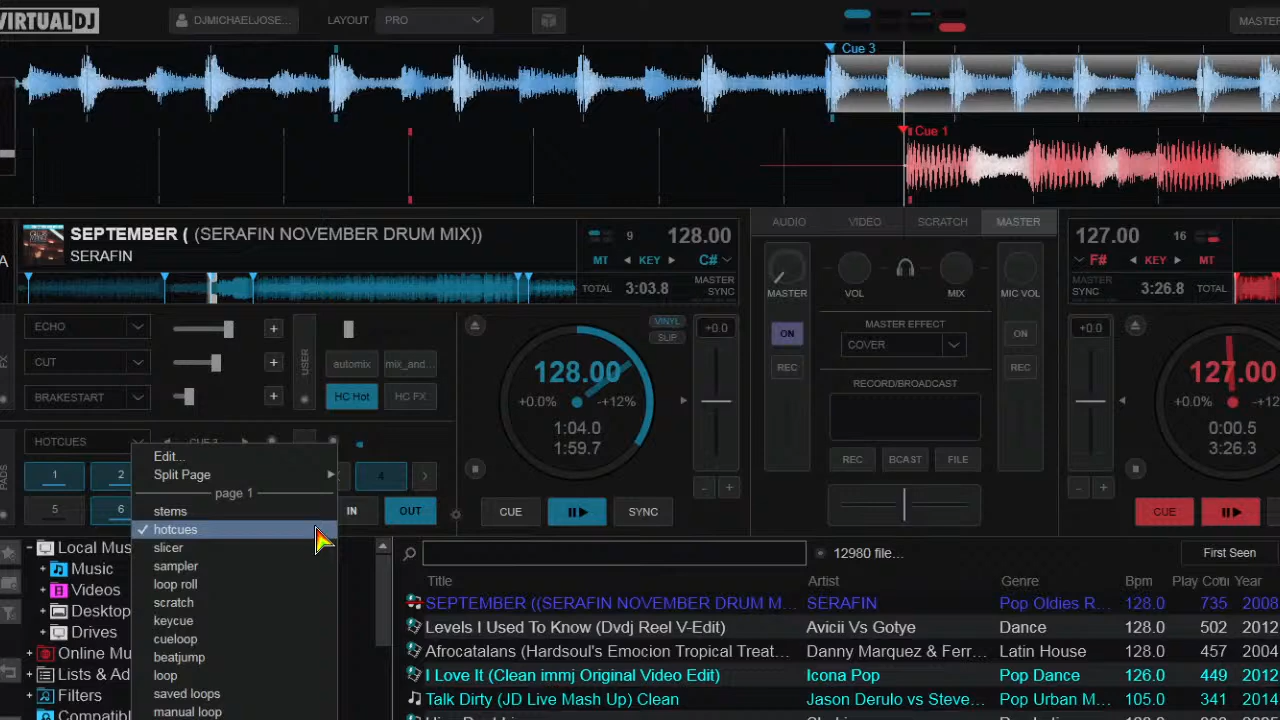 VIRTUALDJ
DJMICHAELJOSE...
LAYOUT
PRO
MASTER
Cue 3
Cue 1
SEPTEMBER ( (SERAFIN NOVEMBER DRUM MIX))
SERAFIN
9
128.00
MT
KEY
C#
TOTAL
3:03.8
MASTER
SYNC
AUDIO
VIDEO
SCRATCH
MASTER
MASTER
VOL
MIX
MIC VOL
127.00
16
F#
KEY
MT
MASTER
SYNC
3:26.8
TOTAL
FX
ECHO
CUT
BRAKESTART
+
+
+
USER
automix
mix_and...
HC Hot
HC FX
VINYL
SLIP
128.00
+0.0%
-+12%
1:04.0
1:59.7
+0.0
- +
ON
REC
MASTER EFFECT
COVER
RECORD/BROADCAST
REC
BCAST
FILE
ON
REC
+0.0
- +
127.00
+0.0%
-+12%
0:00.5
3:26.3
PADS
HOTCUES
CUE 3
1
2
4
5
6
IN
OUT
CUE
SYNC
CUE
Edit...
Split Page
page 1
stems
hotcues
slicer
sampler
loop roll
scratch
keycue
cueloop
beatjump
loop
saved loops
manual loop
Local Mus
Music
Videos
Desktop
Drives
Online Mu
Lists & Ad
Filters
Compatibl
12980 file...
First Seen
Title
Artist
Genre
Bpm
Play Cou
Year
SEPTEMBER ((SERAFIN NOVEMBER DRUM M...
SERAFIN
Pop Oldies R...
128.0
735
2008
Levels I Used To Know (Dvdj Reel V-Edit)
Avicii Vs Gotye
Dance
128.0
502
2012
Afrocatalans (Hardsoul's Emocion Tropical Treat...
Danny Marquez & Ferr...
Latin House
128.0
451
2004
I Love It (Clean immj Original Video Edit)
Icona Pop
Pop Dance
126.0
449
2012
Talk Dirty (JD Live Mash Up) Clean
Jason Derulo vs Steve...
Pop Urban M...
105.0
341
2014